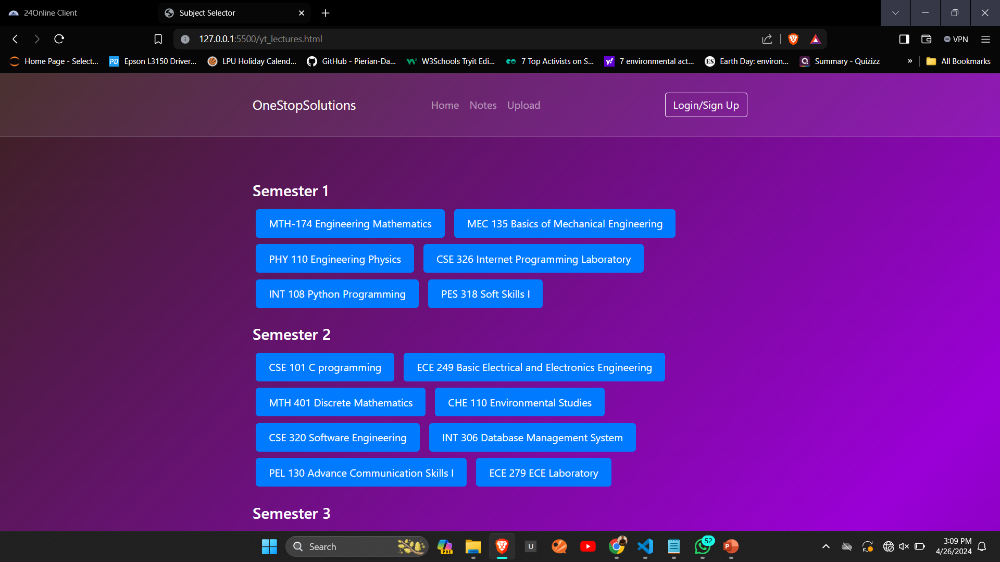 24Online Client
Subject Selector
127.0.0.1:5500/yt_lectures.html
VPN
Home Page - Select...
Epson L3150 Driver...
LPU Holiday Calend...
GitHub - Pierian-Da...
W3Schools Tryit Edi...
7 Top Activists on S...
7 environmental act...
ES Earth Day: environ...
Summary - Quizizz
» All Bookmarks
OneStopSolutions
Home Notes Upload
Login/Sign Up
Semester 1
MTH-174 Engineering Mathematics
MEC 135 Basics of Mechanical Engineering
PHY 110 Engineering Physics
CSE 326 Internet Programming Laboratory
INT 108 Python Programming
PES 318 Soft Skills I
Semester 2
CSE 101 C programming
ECE 249 Basic Electrical and Electronics Engineering
MTH 401 Discrete Mathematics
CHE 110 Environmental Studies
CSE 320 Software Engineering
INT 306 Database Management System
PEL 130 Advance Communication Skills I
ECE 279 ECE Laboratory
Semester 3
Search
PRE
U
52
P
3:09 PM
4/26/2024